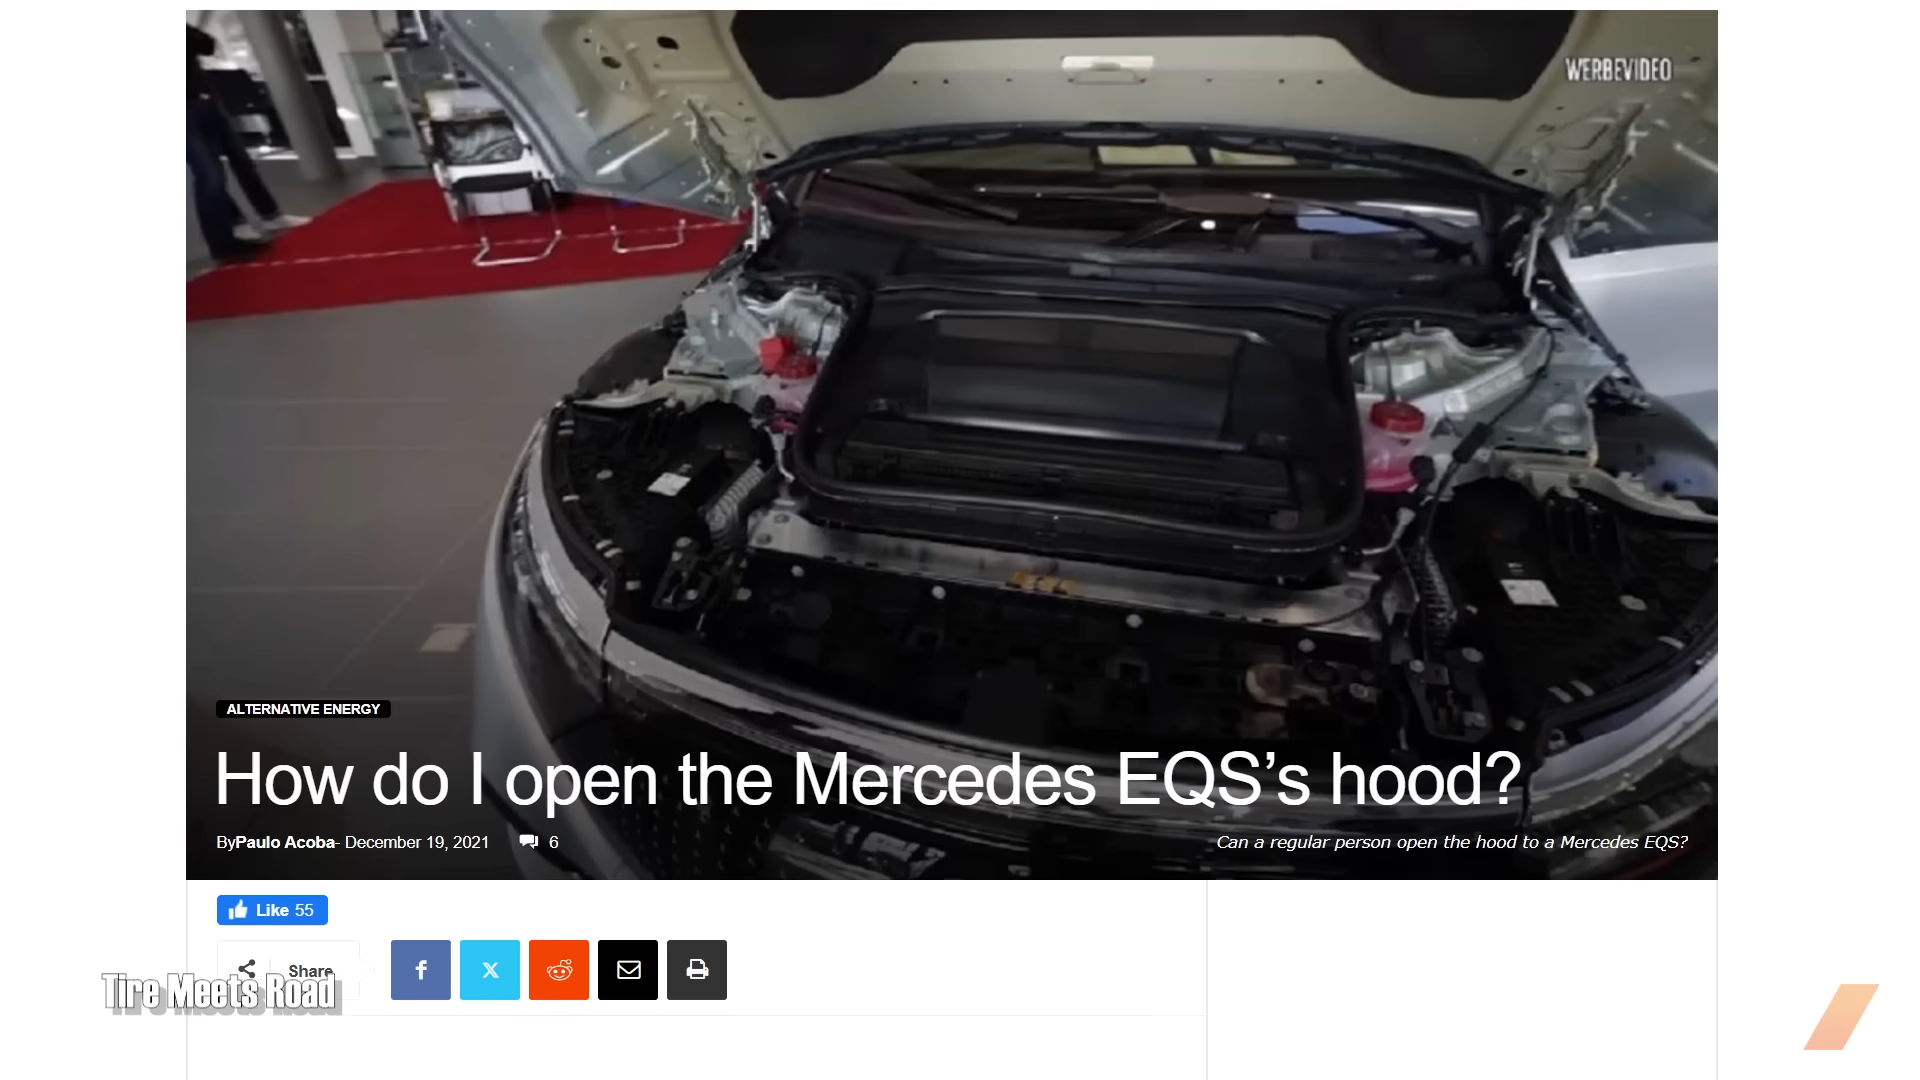 WERBEVIDEO
ALTERNATIVE ENERGY
How do I open the Mercedes EQS’s hood?
ByPaulo Acoba- December 19, 2021 6
Can a regular person open the hood to a Mercedes EQS?
Like 55
Share
Tire Meets Road